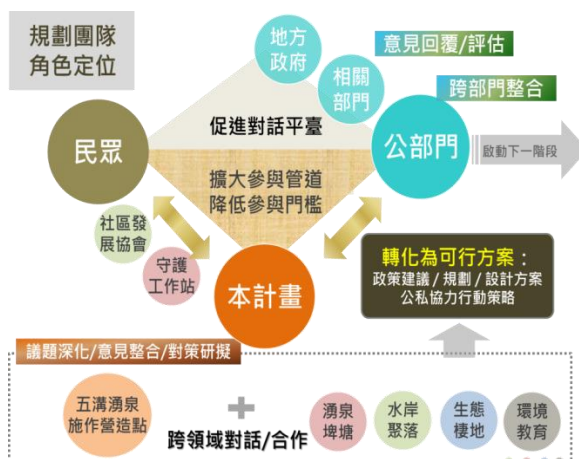 規劃團隊
角色定位
地方
政府
相關
部門
意見回覆/評估
跨部門整合
民眾
促進對話平臺
公部門
啟動下一階段
擴大參與管道
降低參與門檻
社區發
展協會
守護
工作站
本計畫
轉化為可行方案：
政策建議/規劃/設計方案
公私協力行動策略
議題深化/意見整合/對策研擬
五溝湧泉
施作營造點
跨領域對話/合作
湧泉
埤塘
水岸
聚落
生態
棲地
環境
教育